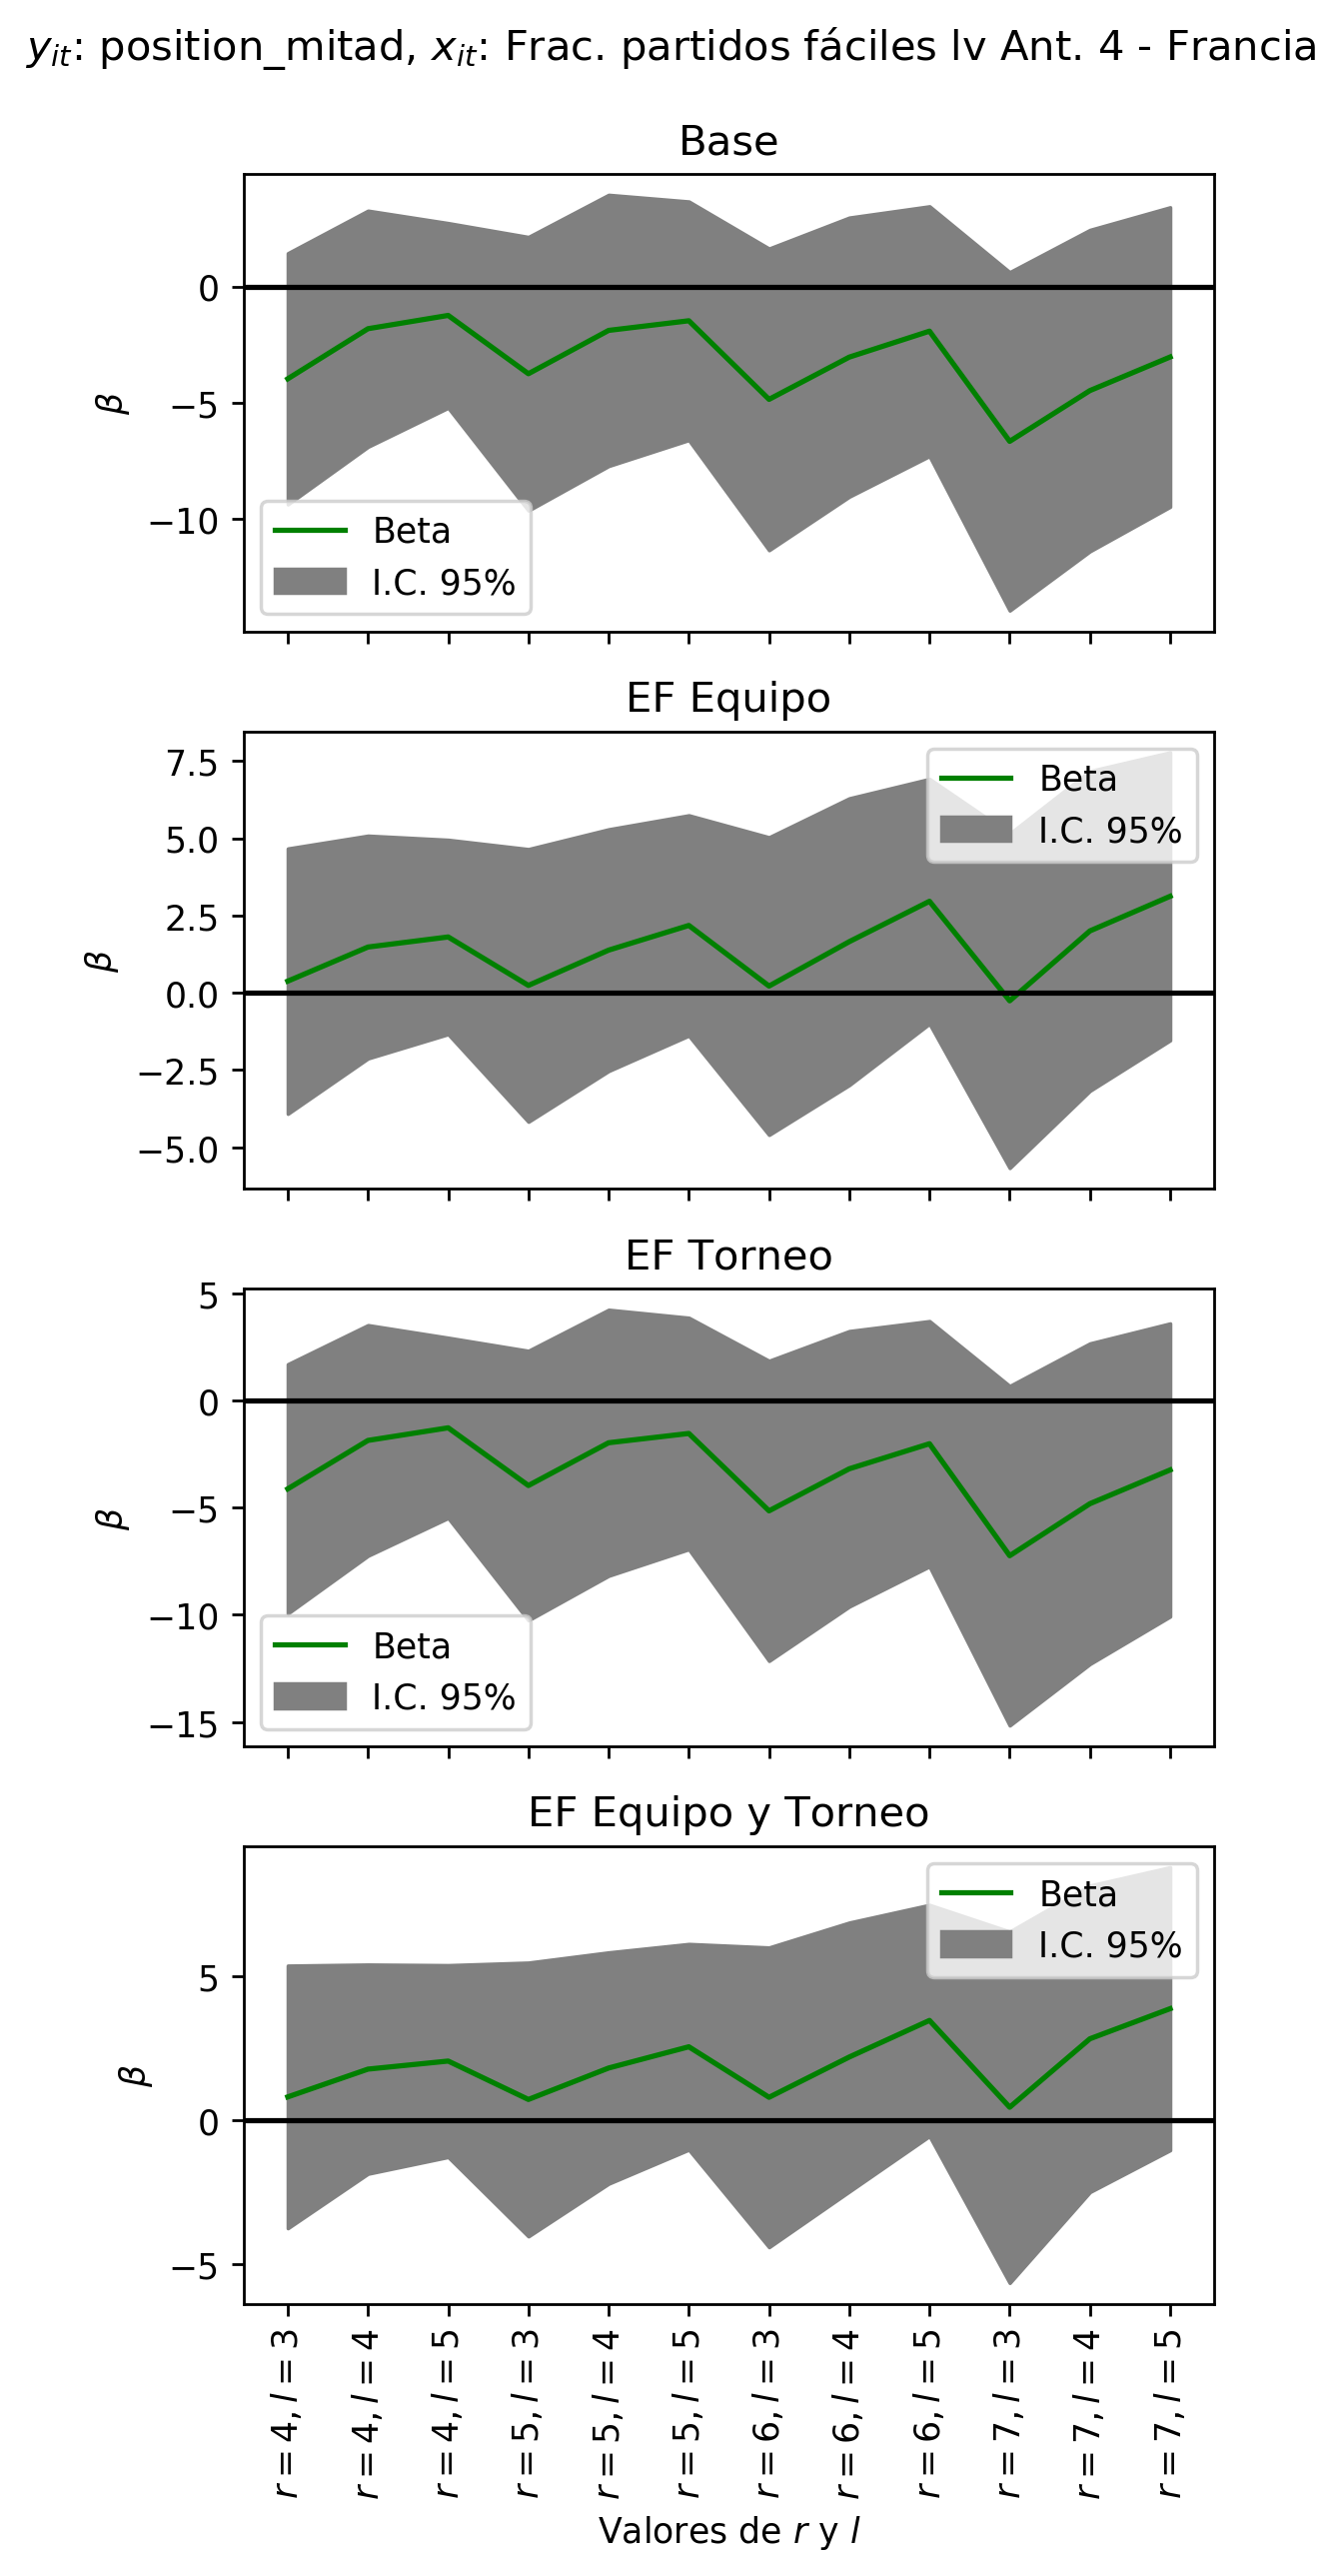 y_it: position_mitad, x_it: Frac. partidos fáciles lv Ant. 4 - Francia
Base
0
−5
−10
β
Beta
I.C. 95%
EF Equipo
7.5
5.0
2.5
0.0
−2.5
−5.0
β
Beta
I.C. 95%
EF Torneo
5
0
−5
−10
−15
β
Beta
I.C. 95%
EF Equipo y Torneo
5
0
−5
β
Beta
I.C. 95%
r = 4, l = 3
r = 4, l = 4
r = 4, l = 5
r = 5, l = 3
r = 5, l = 4
r = 5, l = 5
r = 6, l = 3
r = 6, l = 4
r = 6, l = 5
r = 7, l = 3
r = 7, l = 4
r = 7, l = 5
Valores de r y l